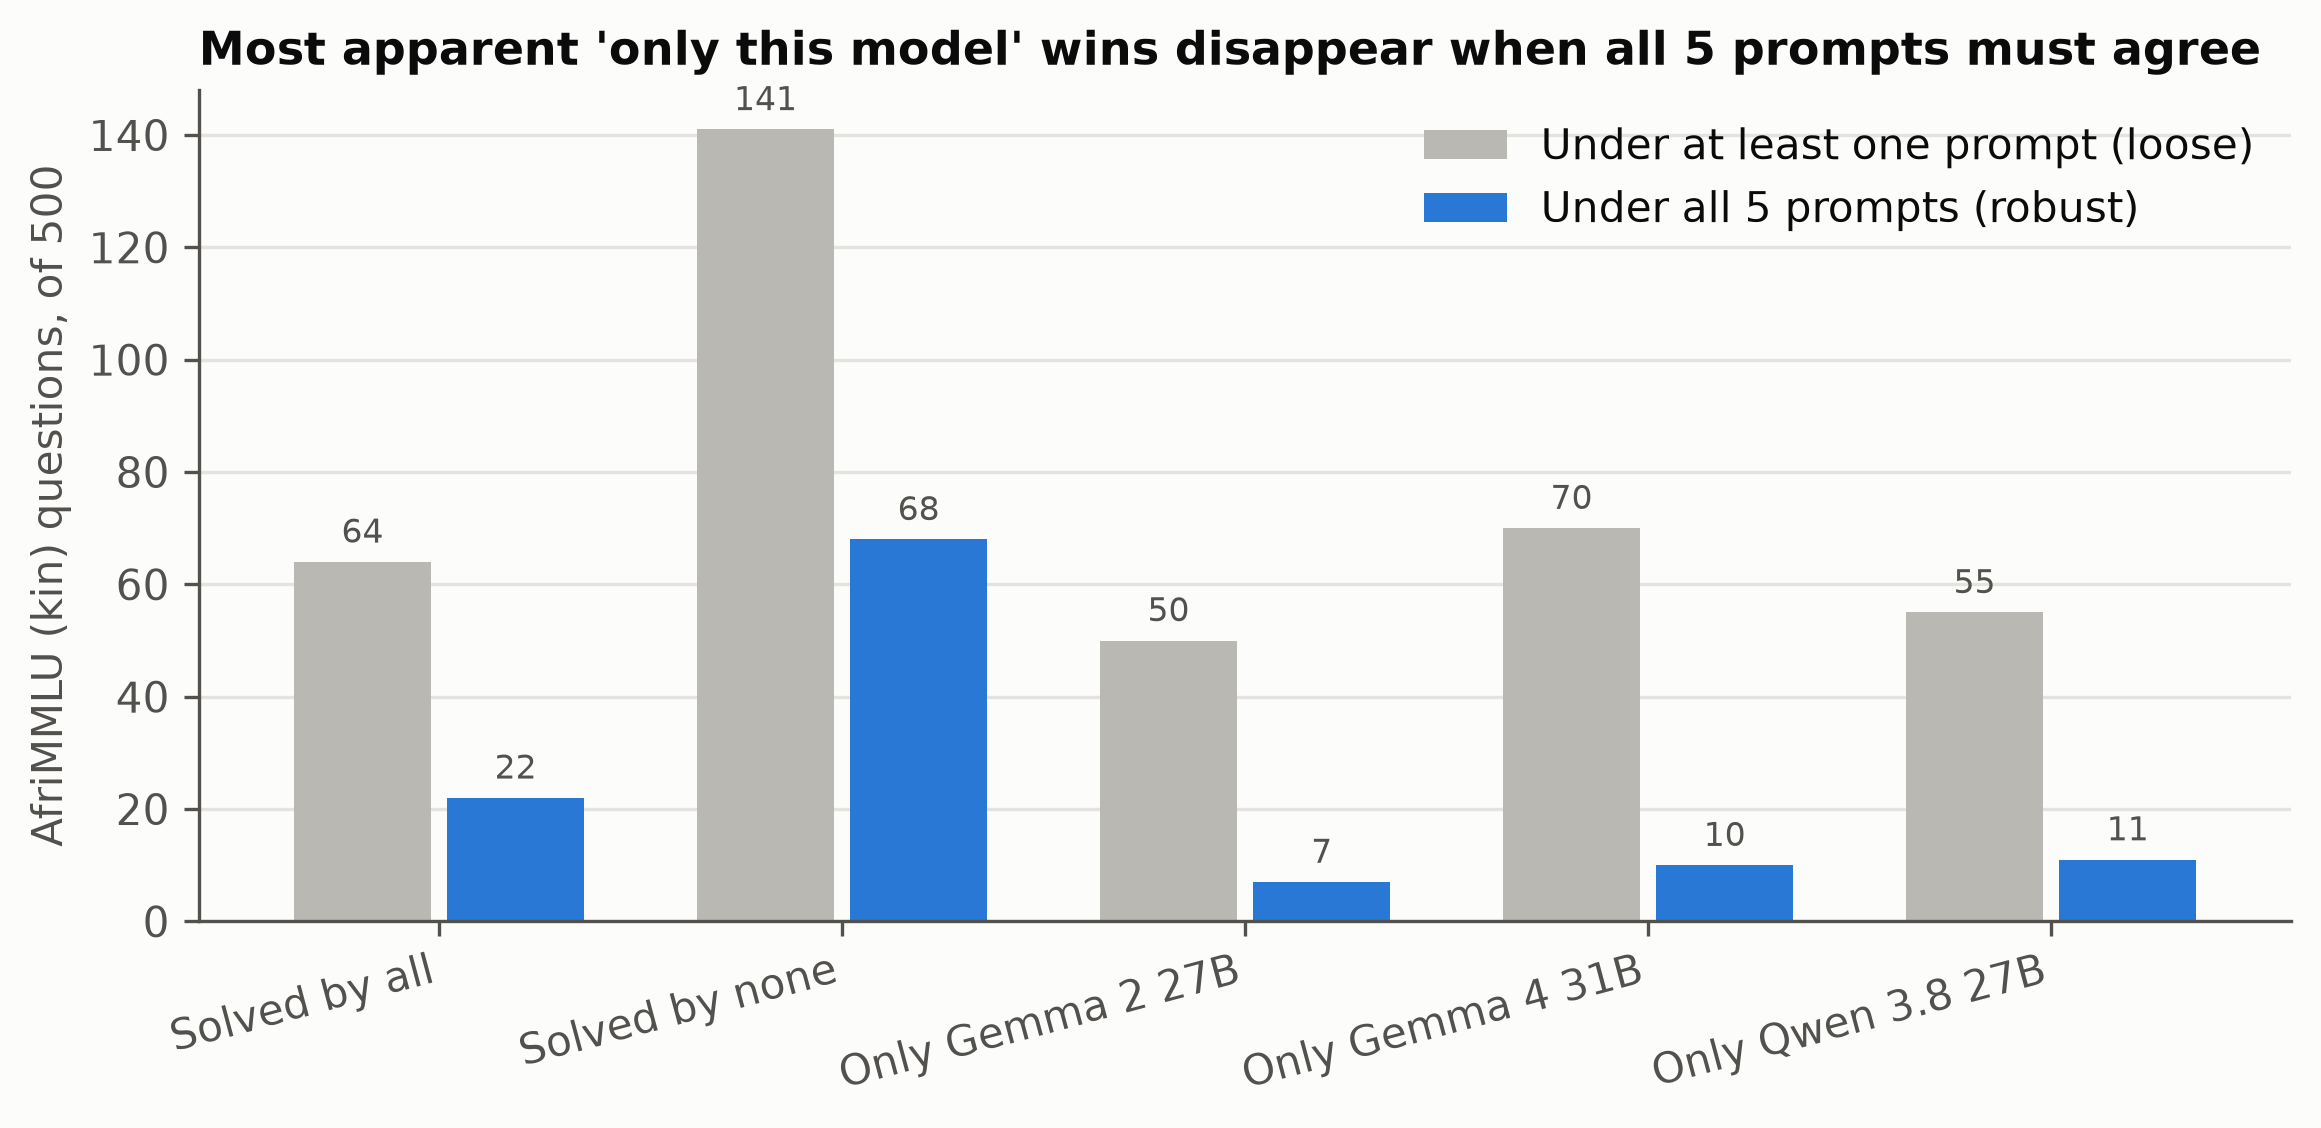 Most apparent 'only this model' wins disappear when all 5 prompts must agree
AfriMMLU (kin) questions, of 500
140
120
100
80
60
40
20
0
Under at least one prompt (loose)
Under all 5 prompts (robust)
64
22
141
68
50
7
70
10
55
11
Solved by all
Solved by none
Only Gemma 2 27B
Only Gemma 4 31B
Only Qwen 3.8 27B